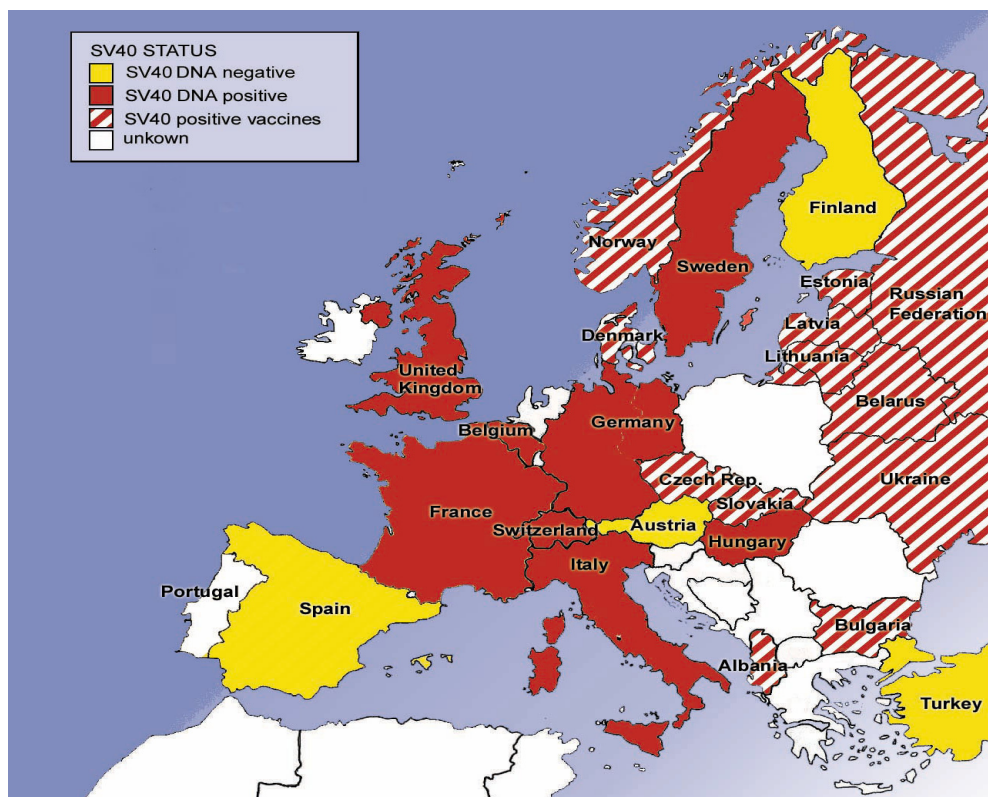 SV40 STATUS
SV40 DNA negative
SV40 DNA positive
SV40 positive vaccines
unkown
Finland
Norway
Sweden
Estonia
Russian
Federation
Latvia
Denmark
Lithuania
United
Kingdom
Belarus
Belgium
Germany
Czech Rep.
Ukraine
Slovakia
France
Austria
Switzerland
Hungary
Italy
Portugal
Spain
Bulgaria
Albania
Turkey